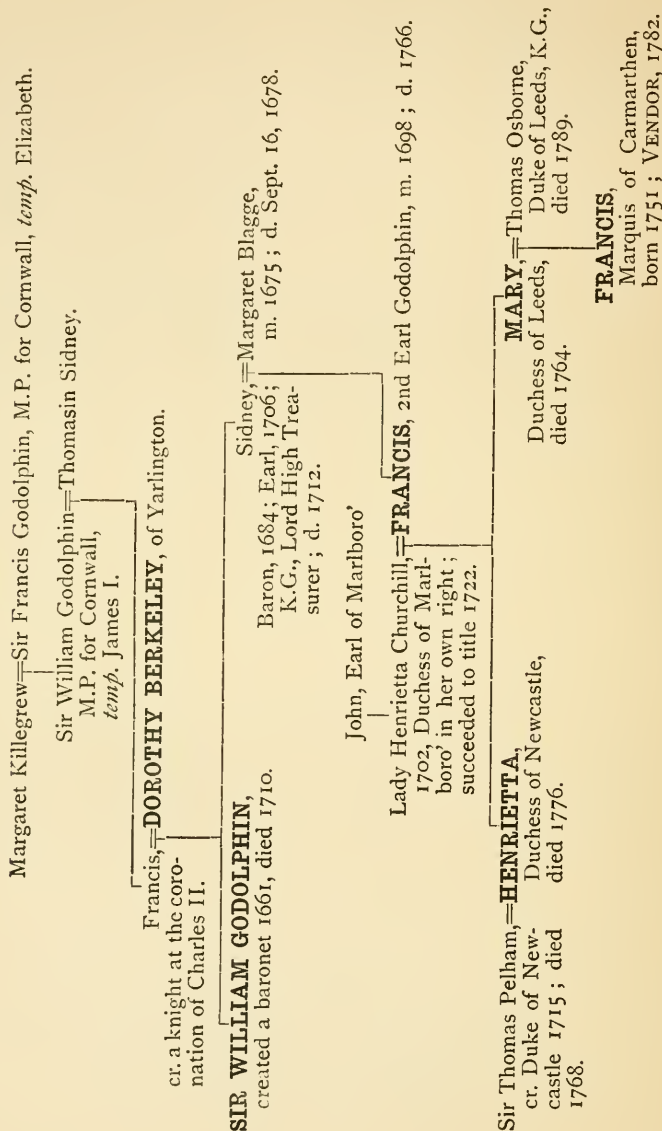 Margaret Killegrew=Sir Francis Godolphin, M.P. for Cornwall, temp. Elizabeth.
Sir William Godolphin=Thomasin Sidney.
M.P. for Cornwall,
temp. James I.
Francis,=DOROTHY BERKELEY, of Yarlington.
cr. a knight at the coro-
nation of Charles II.
SIR WILLIAM GODOLPHIN,
created a baronet 1661, died 1710.
Sidney,=Margaret Blagge,
m. 1675; d. Sept. 16, 1678.
Baron, 1684; Earl, 1706;
K.G., Lord High Trea-
surer; d. 1712.
John, Earl of Marlboro'
Lady Henrietta Churchill,=FRANCIS, 2nd Earl Godolphin, m. 1698; d. 1766.
1702, Duchess of Marl-
boro' in her own right;
succeeded to title 1722.
Sir Thomas Pelham,=HENRIETTA,
cr. Duke of New-
castle 1715; died
1768.
Duchess of Newcastle,
died 1776.
MARY,=Thomas Osborne,
Duchess of Leeds,
died 1764.
Duke of Leeds, K.G.,
died 1789.
FRANCIS,
Marquis of Carmarthen,
born 1751; VENDOR, 1782.